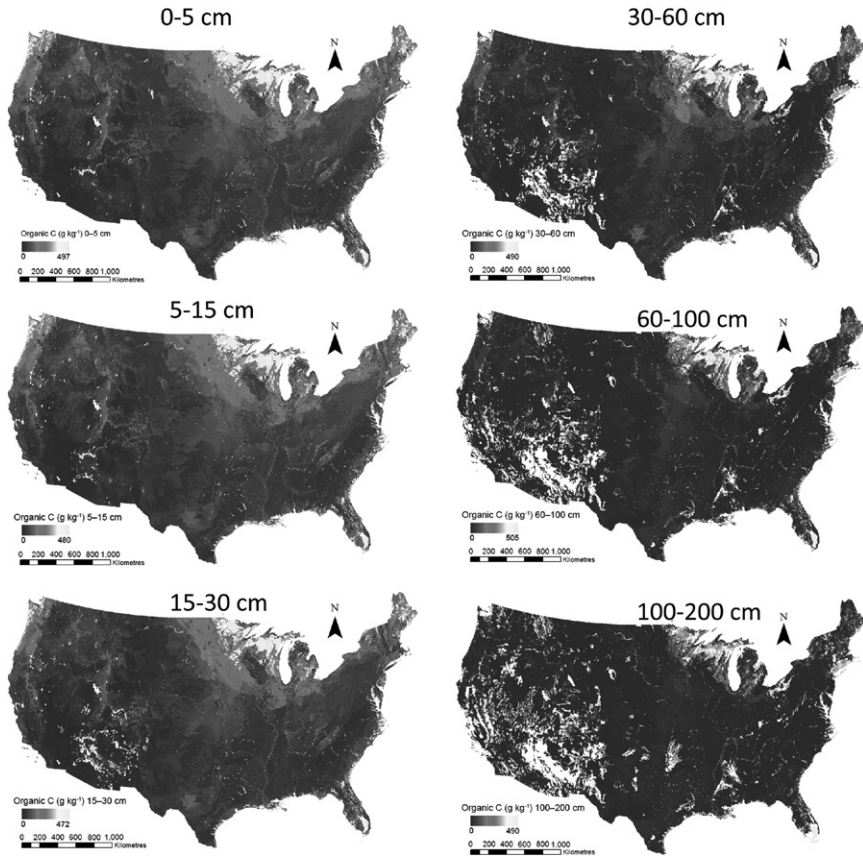 0-5 cm
N
Organic C (g kg⁻¹) 0–5 cm
0 497
0 200 400 600 800 1,000
Kilometres
30-60 cm
N
Organic C (g kg⁻¹) 30–60 cm
0 490
0 200 400 600 800 1,000
Kilometres
5-15 cm
N
Organic C (g kg⁻¹) 5–15 cm
0 480
0 200 400 600 800 1,000
Kilometres
60-100 cm
N
Organic C (g kg⁻¹) 60–100 cm
0 505
0 200 400 600 800 1,000
Kilometres
15-30 cm
N
Organic C (g kg⁻¹) 15–30 cm
0 472
0 200 400 600 800 1,000
Kilometres
100-200 cm
N
Organic C (g kg⁻¹) 100–200 cm
0 490
0 200 400 600 800 1,000
Kilometres